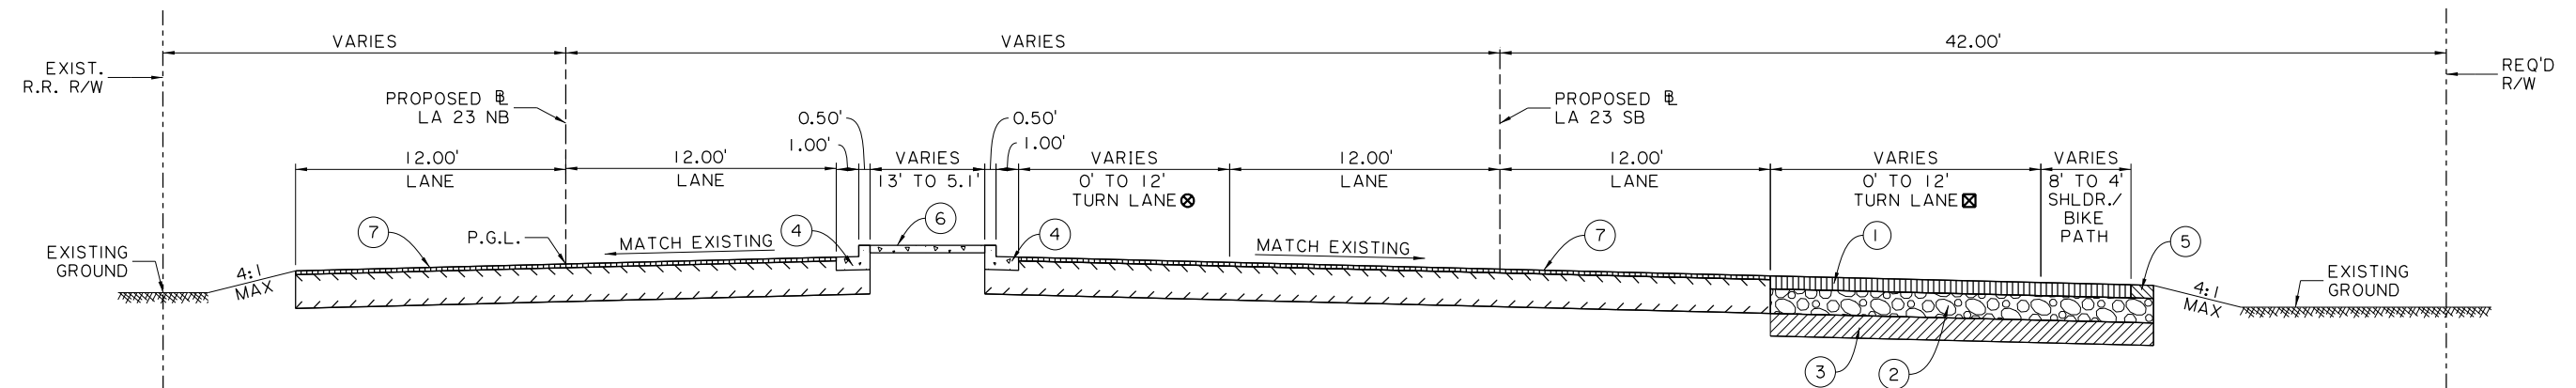 VARIES
VARIES
42.00'
EXIST.
R.R. R/W
REQ'D
R/W
PROPOSED BL
LA 23 NB
PROPOSED BL
LA 23 SB
0.50'
1.00'
0.50'
1.00'
12.00'
LANE
12.00'
LANE
VARIES
13' TO 5.1'
VARIES
0' TO 12'
TURN LANE
12.00'
LANE
12.00'
LANE
VARIES
0' TO 12'
TURN LANE
VARIES
8' TO 4'
SHLDR./
BIKE
PATH
7
P.G.L.
MATCH EXISTING
4
6
4
MATCH EXISTING
7
1
5
EXISTING
GROUND
4:1
MAX
4:1
MAX
EXISTING
GROUND
3
2